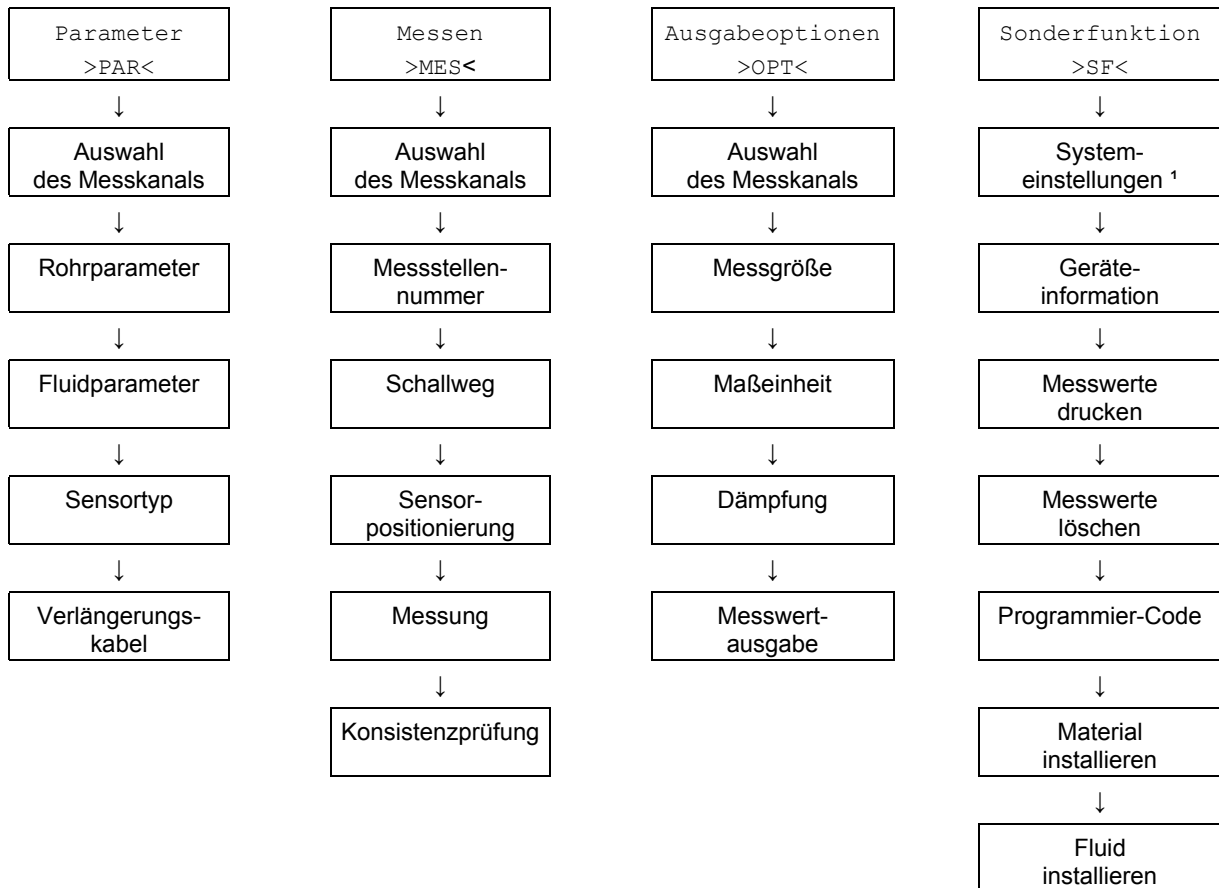 Parameter
>PAR<
↓
Auswahl
des Messkanals
↓
Rohrparameter
↓
Fluidparameter
↓
Sensortyp
↓
Verlängerungs-
kabel
Messen
>MES<
↓
Auswahl
des Messkanals
↓
Messstellen-
nummer
↓
Schallweg
↓
Sensor-
positionierung
↓
Messung
↓
Konsistenzprüfung
Ausgabeoptionen
>OPT<
↓
Auswahl
des Messkanals
↓
Messgröße
↓
Maßeinheit
↓
Dämpfung
↓
Messwert-
ausgabe
Sonderfunktion
>SF<
↓
System-
einstellungen ¹
↓
Geräte-
information
↓
Messwerte
drucken
↓
Messwerte
löschen
↓
Programmier-Code
↓
Material
installieren
↓
Fluid
installieren